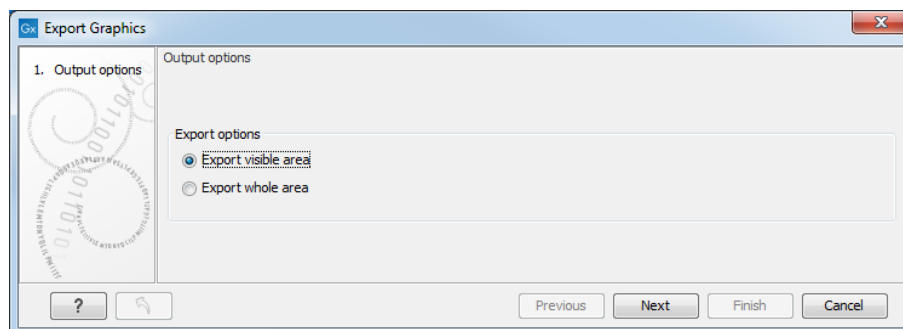 Gx Export Graphics
1. Output options
Output options
Export options
Export visible area
Export whole area
? Previous Next Finish Cancel